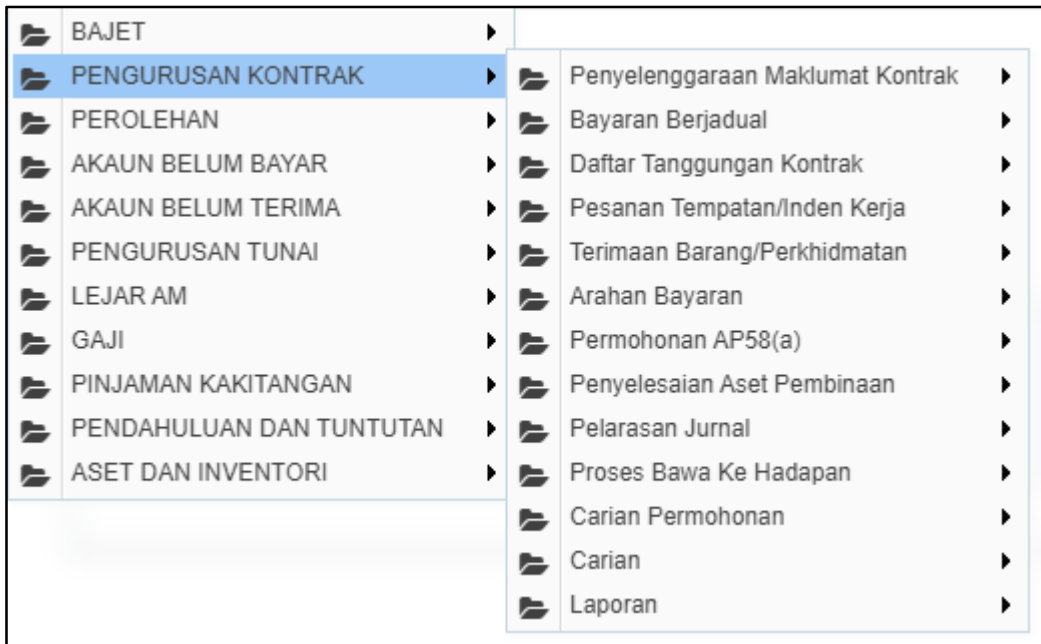 BAJET
PENGURUSAN KONTRAK
PEROLEHAN
AKAUN BELUM BAYAR
AKAUN BELUM TERIMA
PENGURUSAN TUNAI
LEJAR AM
GAJI
PINJAMAN KAKITANGAN
PENDAHULUAN DAN TUNTUTAN
ASET DAN INVENTORI
Penyelenggaraan Maklumat Kontrak
Bayaran Berjadual
Daftar Tanggungan Kontrak
Pesanan Tempatan/Inden Kerja
Terimaan Barang/Perkhidmatan
Arahan Bayaran
Permohonan AP58(a)
Penyelesaian Aset Pembinaan
Pelarasan Jurnal
Proses Bawa Ke Hadapan
Carian Permohonan
Carian
Laporan